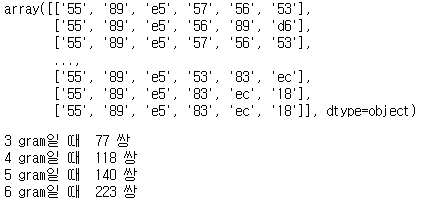 array([['55', '89', 'e5', '57', '56', '53'],
['55', '89', 'e5', '56', '89', 'd6'],
['55', '89', 'e5', '57', '56', '53'],
...,
['55', '89', 'e5', '53', '83', 'ec'],
['55', '89', 'e5', '83', 'ec', '18'],
['55', '89', 'e5', '83', 'ec', '18']], dtype=object)
3 gram일 때 77 쌍
4 gram일 때 118 쌍
5 gram일 때 140 쌍
6 gram일 때 223 쌍